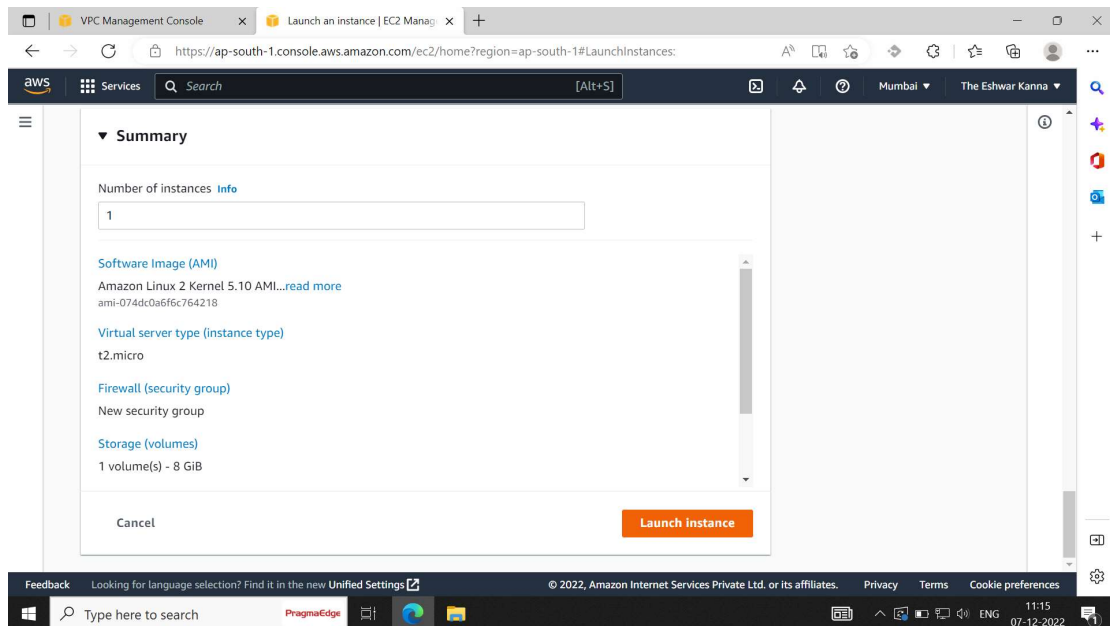 VPC Management Console
Launch an instance | EC2 Manag
https://ap-south-1.console.aws.amazon.com/ec2/home?region=ap-south-1#LaunchInstances:
aws
Services
Search
[Alt+S]
Mumbai
The Eshwar Kanna
Summary
Number of instances Info
1
Software Image (AMI)
Amazon Linux 2 Kernel 5.10 AMI...read more
ami-074dc0a6f6c764218
Virtual server type (instance type)
t2.micro
Firewall (security group)
New security group
Storage (volumes)
1 volume(s) - 8 GiB
Cancel
Launch instance
Feedback
Looking for language selection? Find it in the new Unified Settings
© 2022, Amazon Internet Services Private Ltd. or its affiliates.
Privacy
Terms
Cookie preferences
Type here to search
PragmaEdge
ENG
11:15
07-12-2022
1